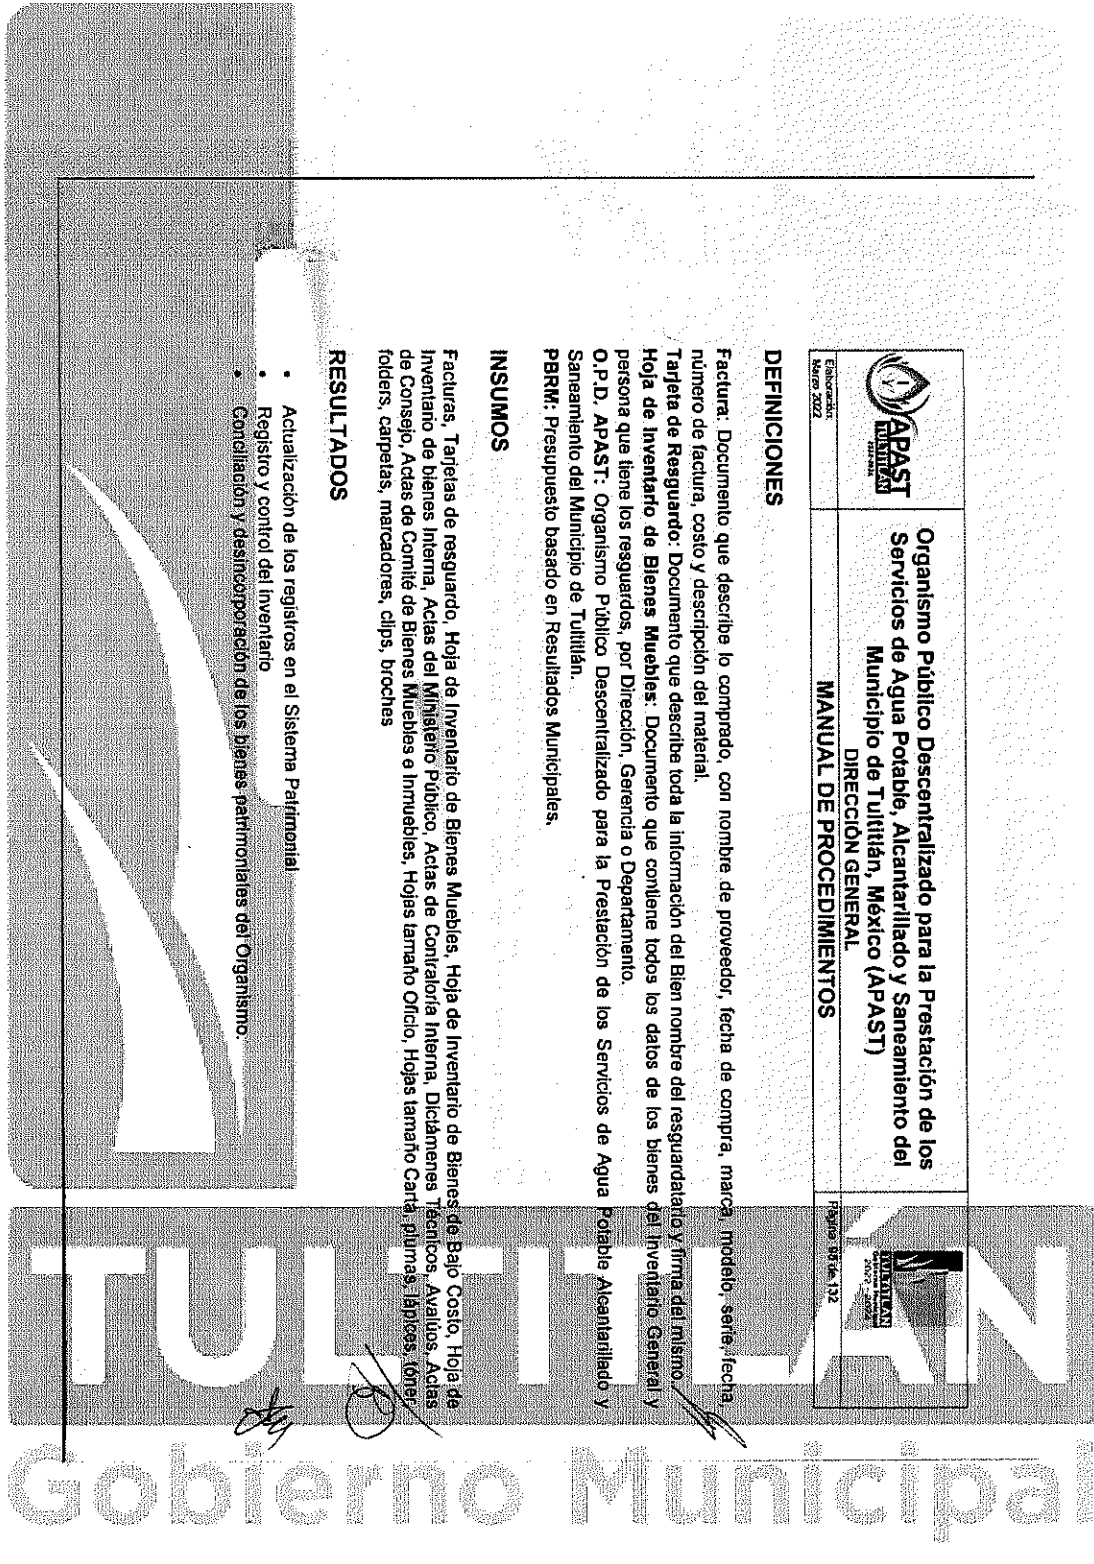 APAST
TULTITLÁN
2022-2024
Organismo Público Descentralizado para la Prestación de los
Servicios de Agua Potable, Alcantarillado y Saneamiento del
Municipio de Tultitlán, México (APAST)
DIRECCIÓN GENERAL
TULTITLÁN
Gobierno Municipal
2022 - 2024
Elaboración:
Marzo 2022
MANUAL DE PROCEDIMIENTOS
de 132
DEFINICIONES
Factura: Documento que describe lo comprado, con nombre de proveedor, fecha de compra, marca, modelo, serie, fecha,
número de factura, costo y descripción del material.
Tarjeta de Resguardo: Documento que describe toda la información del Bien nombre del resguardatario y firma del mismo
Hoja de Inventario de Bienes Muebles: Documento que contiene todos los datos de los bienes del Inventario General y
persona que tiene los resguardos, por Dirección, Gerencia o Departamento.
O.P.D. APAST: Organismo Público Descentralizado para la Prestación de los Servicios de Agua Potable Alcantarillado y
Saneamiento del Municipio de Tultitlán.
PBRM: Presupuesto basado en Resultados Municipales.
INSUMOS
Facturas, Tarjetas de resguardo, Hoja de Inventario de Bienes Muebles, Hoja de Inventario de Bienes de Bajo Costo, Hoja de
Inventario de bienes Interna, Actas del Ministerio Público, Actas de Contraloría Interna, Dictámenes Técnicos, Avalúos, Actas
de Consejo, Actas de Comité de Bienes Muebles e Inmuebles, Hojas tamaño Oficio, Hojas tamaño Carta, plumas, lápices, tóner,
folders, carpetas, marcadores, clips, broches
RESULTADOS
• Actualización de los registros en el Sistema Patrimonial
• Registro y control del inventario
• Conciliación y desincorporación de los bienes patrimoniales del Organismo.
TULTITLÁN
Gobierno Municipal